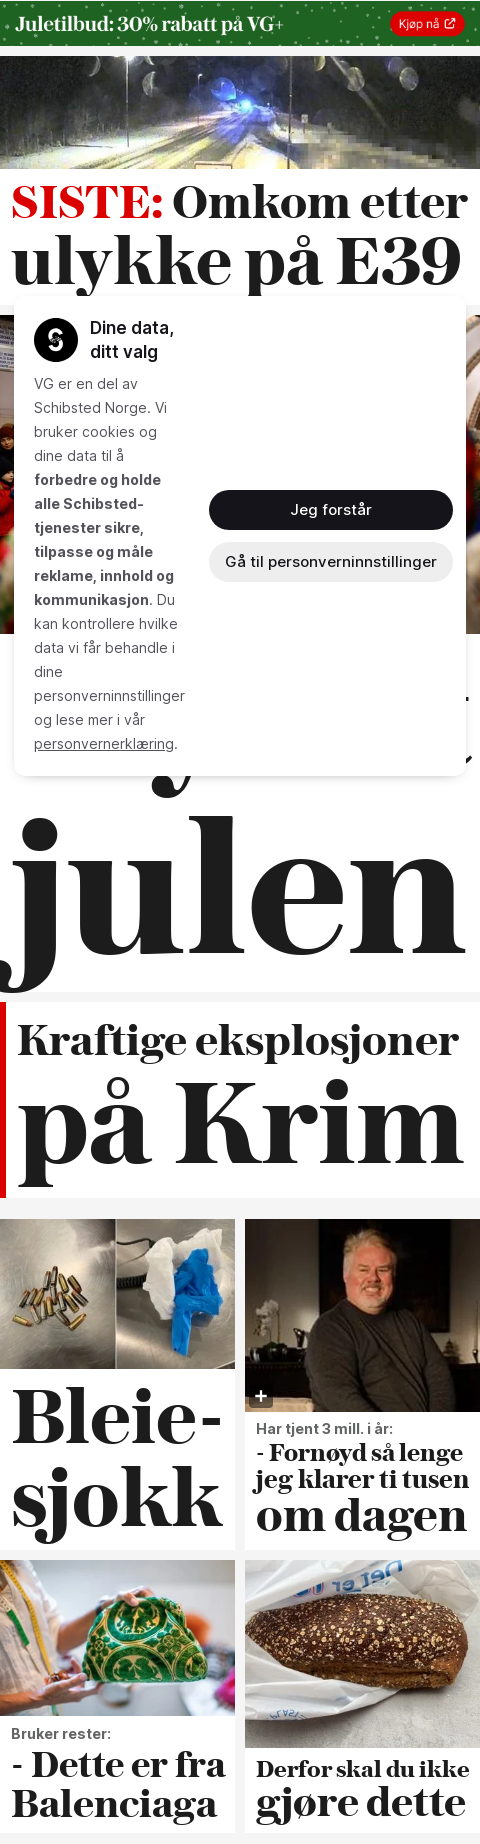 Juletilbud: 30% rabatt på VG+
Kjøp nå
SISTE: Omkom etter
ulykke på E39
Dine data,
ditt valg
VG er en del av
Schibsted Norge. Vi
bruker cookies og
dine data til å
forbedre og holde
alle Schibsted-
tjenester sikre,
tilpasse og måle
reklame, innhold og
kommunikasjon. Du
kan kontrollere hvilke
data vi får behandle i
dine
personverninnstillinger
og lese mer i vår
personvernerklæring.
Jeg forstår
Gå til personverninnstillinger
julen
Kraftige eksplosjoner
på Krim
Bleie-
sjokk
Har tjent 3 mill. i år:
- Fornøyd så lenge
jeg klarer ti tusen
om dagen
Bruker rester:
- Dette er fra
Balenciaga
Det er
Derfor skal du ikke
gjøre dette